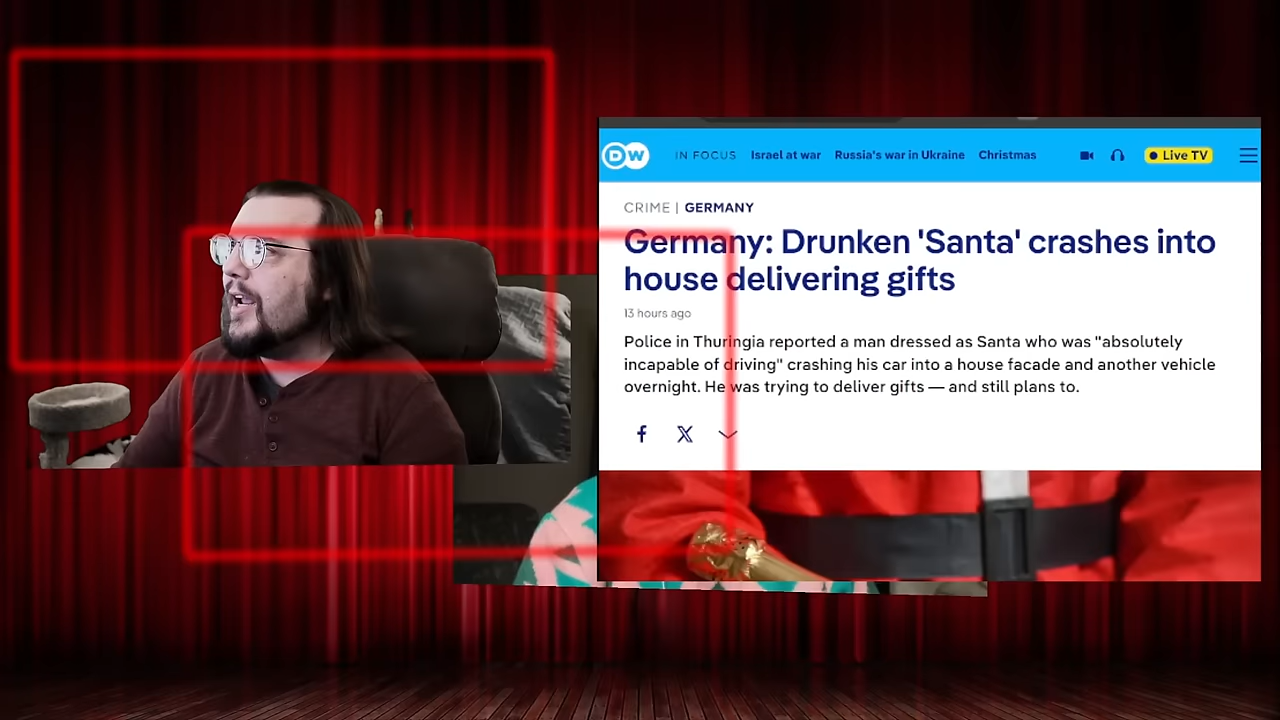 DW IN FOCUS Israel at war Russia's war in Ukraine Christmas Live TV
CRIME | GERMANY
Germany: Drunken 'Santa' crashes into
house delivering gifts
13 hours ago
Police in Thuringia reported a man dressed as Santa who was "absolutely
incapable of driving" crashing his car into a house facade and another vehicle
overnight. He was trying to deliver gifts — and still plans to.